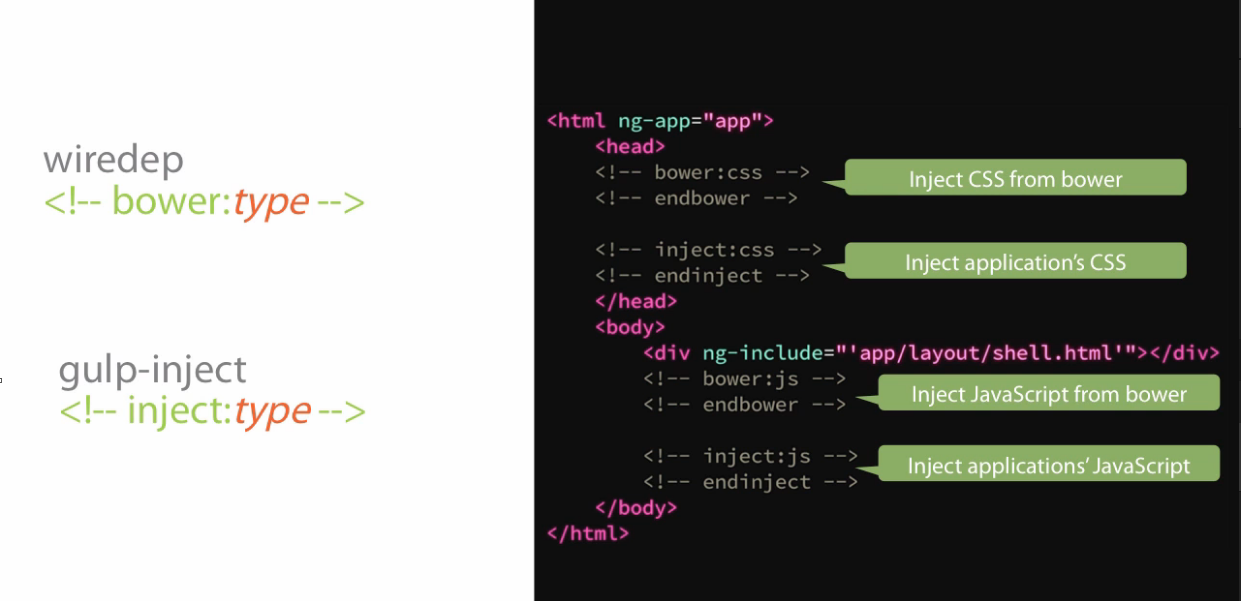 wiredep
<!-- bower:type -->
gulp-inject
<!-- inject:type -->
<html ng-app="app">
<head>
<!-- bower:css -->
Inject CSS from bower
<!-- endbower -->
<!-- inject:css -->
Inject application’s CSS
<!-- endinject -->
</head>
<body>
<div ng-include="'app/layout/shell.html'"></div>
<!-- bower:js -->
Inject JavaScript from bower
<!-- endbower -->
<!-- inject:js -->
Inject applications’ JavaScript
<!-- endinject -->
</body>
</html>